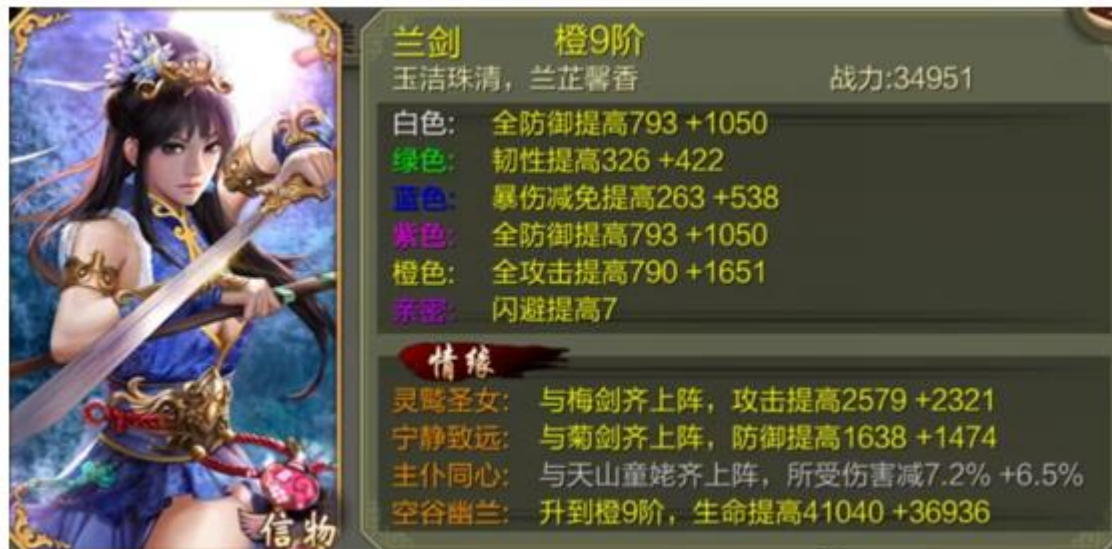 兰剑 橙9阶
玉洁珠清，兰芷馨香 战力:34951
白色: 全防御提高793 +1050
绿色: 韧性提高326 +422
蓝色: 暴伤减免提高263 +538
紫色: 全防御提高793 +1050
橙色: 全攻击提高790 +1651
亲密: 闪避提高7
情缘
灵鹫圣女: 与梅剑齐上阵，攻击提高2579 +2321
宁静致远: 与菊剑齐上阵，防御提高1638 +1474
主仆同心: 与天山童姥齐上阵，所受伤害减7.2% +6.5%
空谷幽兰: 升到橙9阶，生命提高41040 +36936
信物